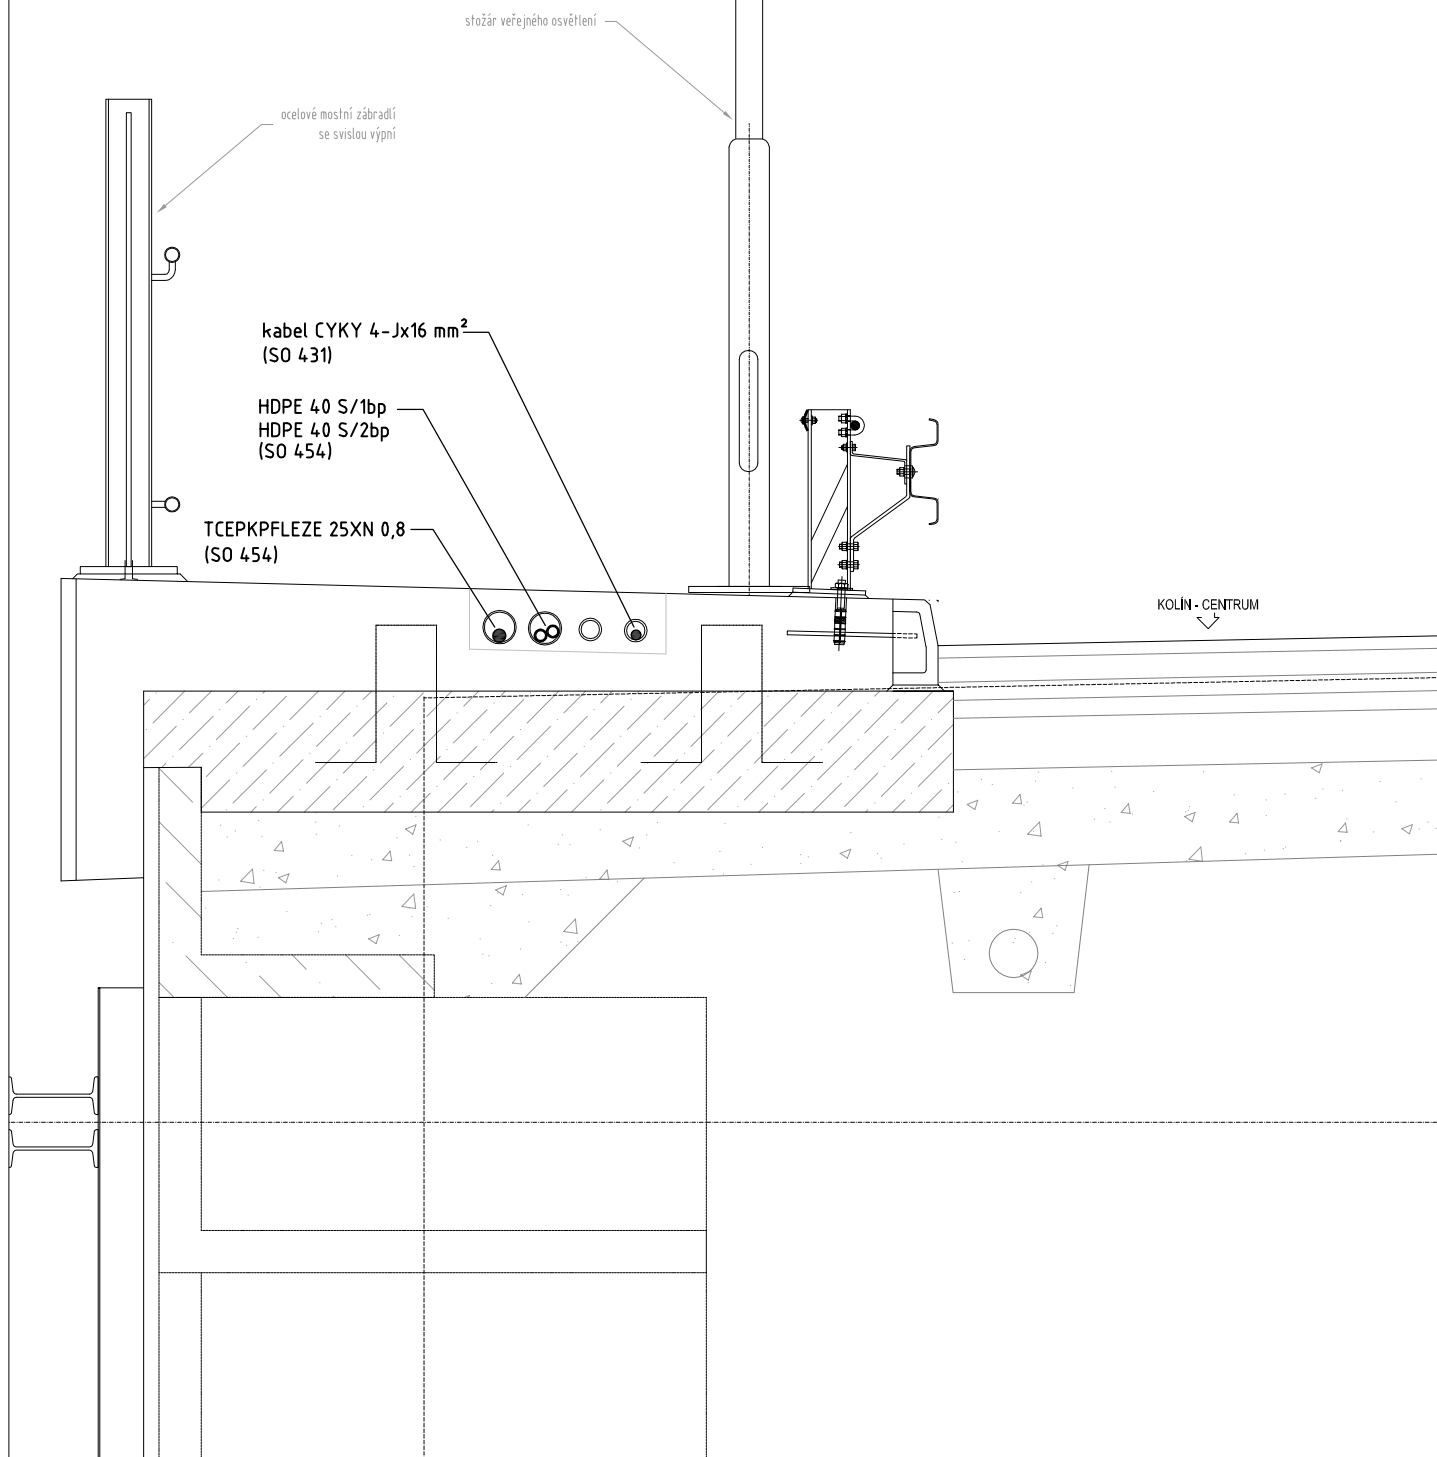 stožár veřejného osvětlení
ocelové mostní zábradlí
se svislou výpní
kabel CYKY 4-Jx16 mm²
(SO 431)
HDPE 40 S/1bp
HDPE 40 S/2bp
(SO 454)
TCEPKPFLEZE 25XN 0,8
(SO 454)
KOLÍN - CENTRUM